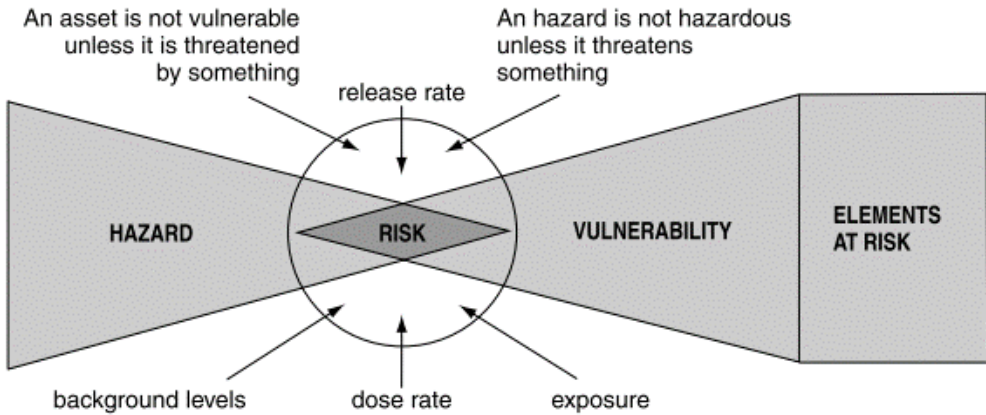 An asset is not vulnerable
unless it is threatened
by something
An hazard is not hazardous
unless it threatens
something
release rate
HAZARD
RISK
VULNERABILITY
ELEMENTS
AT RISK
background levels
dose rate
exposure